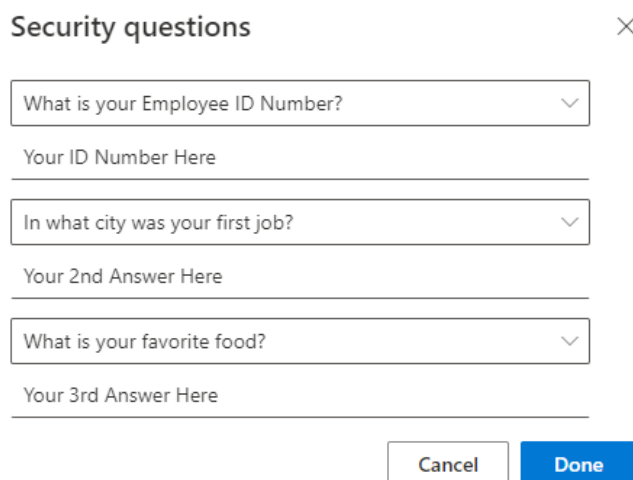 Security questions
What is your Employee ID Number?
Your ID Number Here
In what city was your first job?
Your 2nd Answer Here
What is your favorite food?
Your 3rd Answer Here
Cancel Done